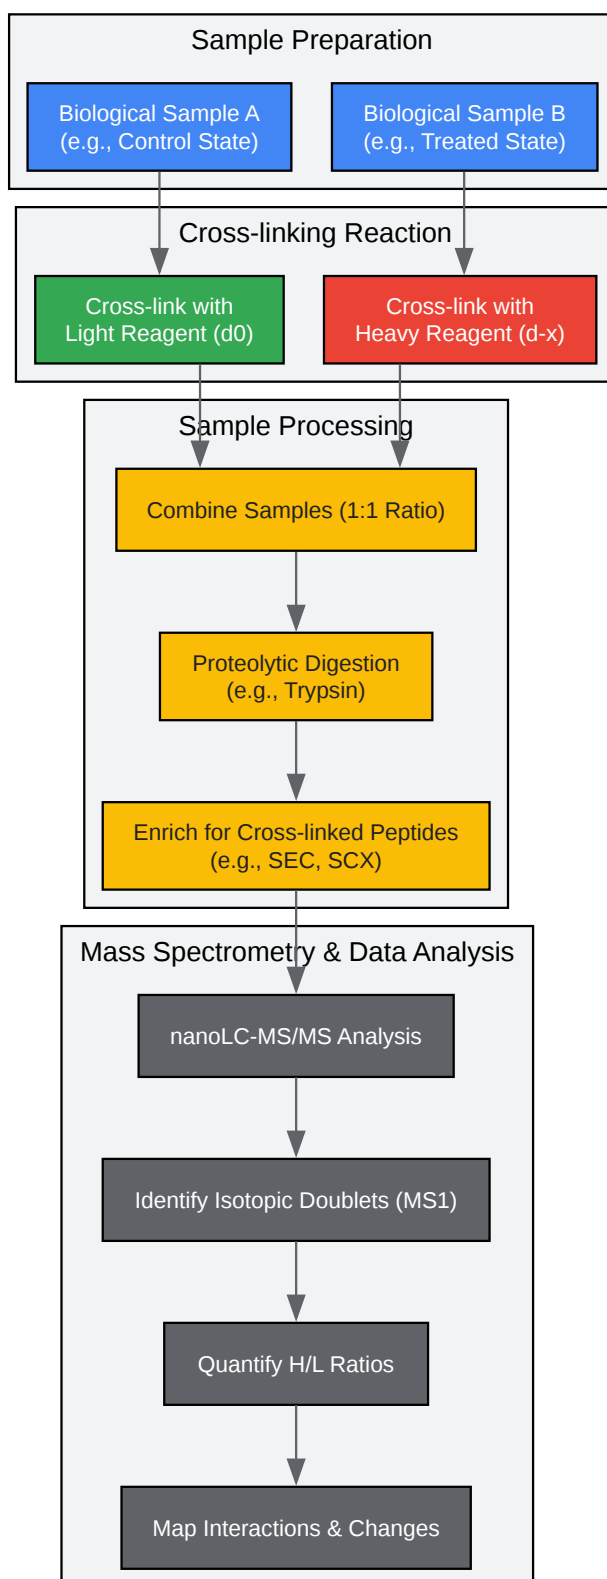 Sample Preparation
Biological Sample A
(e.g., Control State)
Biological Sample B
(e.g., Treated State)
Cross-linking Reaction
Cross-link with
Light Reagent (d0)
Cross-link with
Heavy Reagent (d-x)
Sample Processing
Combine Samples (1:1 Ratio)
Proteolytic Digestion
(e.g., Trypsin)
Enrich for Cross-linked Peptides
(e.g., SEC, SCX)
Mass Spectrometry & Data Analysis
nanoLC-MS/MS Analysis
Identify Isotopic Doublets (MS1)
Quantify H/L Ratios
Map Interactions & Changes